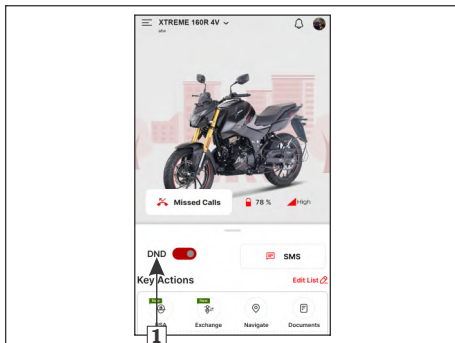 XTREME 160R 4V
Missed Calls
78 %
High
DND
SMS
Key Actions
Edit List
New
New
Exchange
Navigate
Documents
1